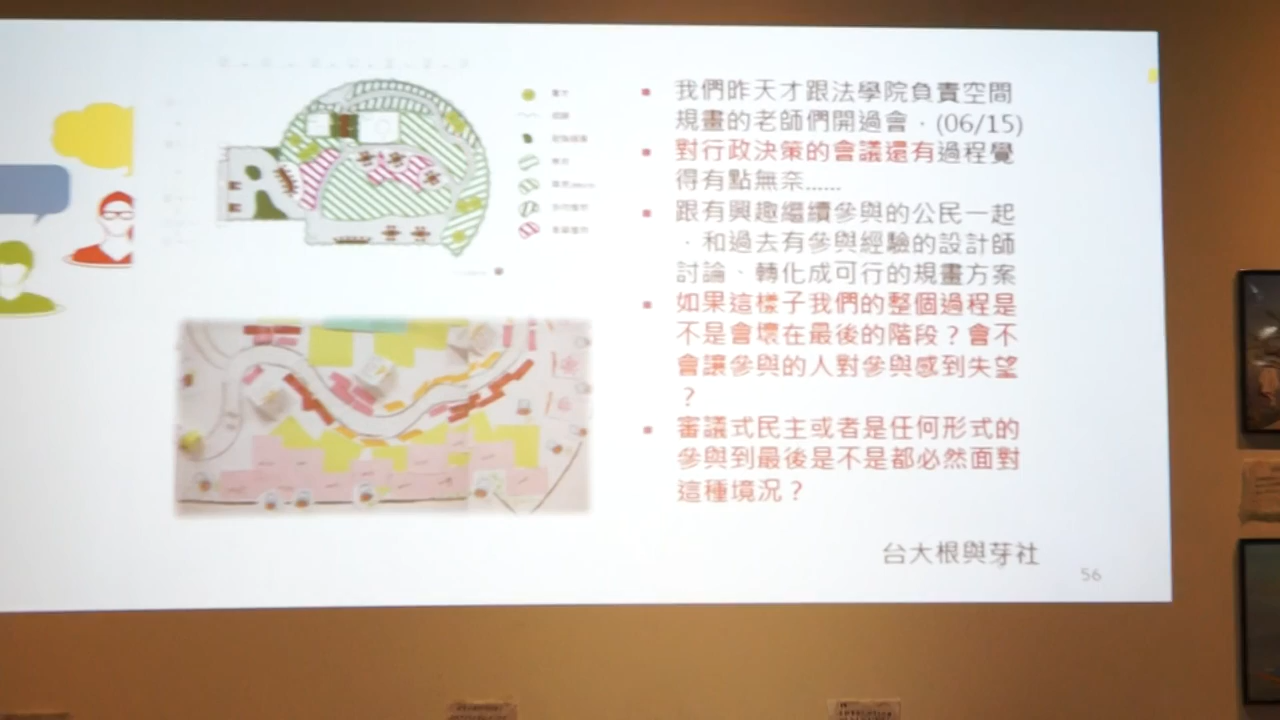 我們昨天才跟法學院負責空間
規畫的老師們開過會。(06/15)
對行政決策的會議還有過程覺
得有點無奈......
跟有興趣繼續參與的公民一起
，和過去有參與經驗的設計師
討論、轉化成可行的規畫方案
如果這樣子我們的整個過程是
不是會壞在最後的階段？會不
會讓參與的人對參與感到失望
？
審議式民主或者是任何形式的
參與到最後是不是都必然面對
這種境況？
台大根與芽社
56